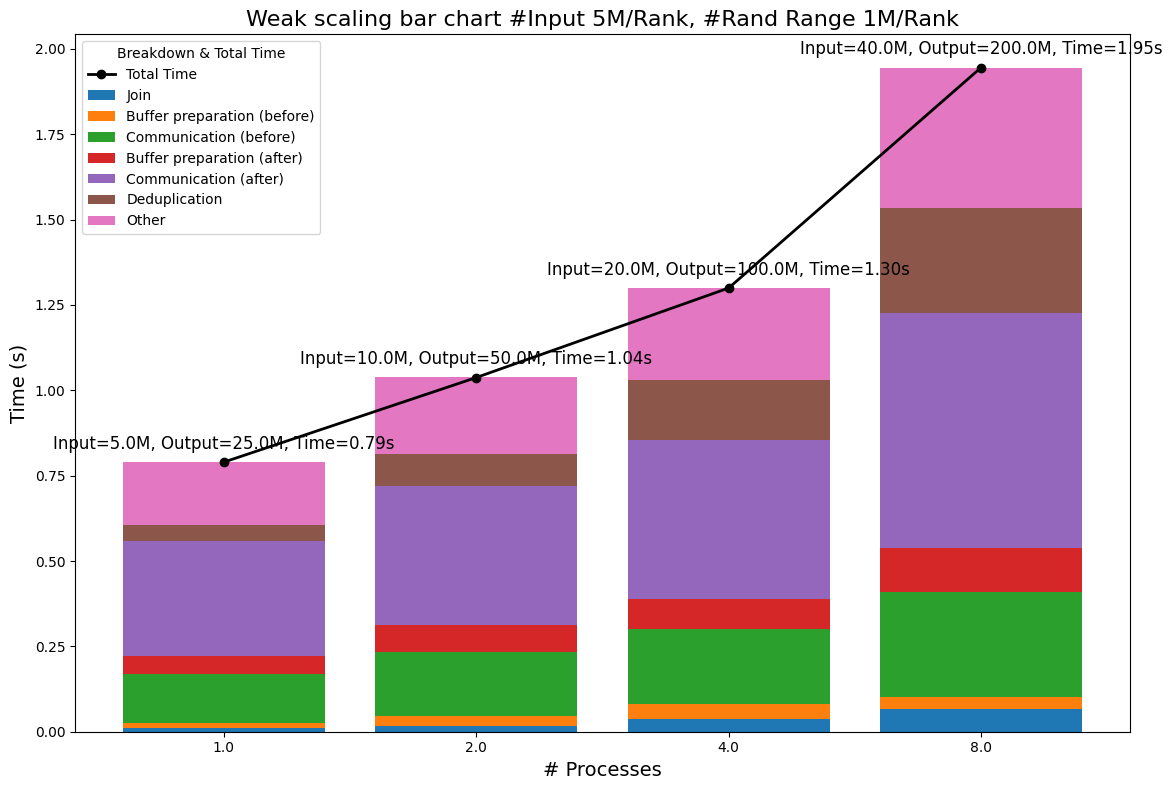 Weak scaling bar chart #Input 5M/Rank, #Rand Range 1M/Rank
Breakdown & Total Time
Total Time
Join
Buffer preparation (before)
Communication (before)
Buffer preparation (after)
Communication (after)
Deduplication
Other
Input=40.0M, Output=200.0M, Time=1.95s
Input=20.0M, Output=100.0M, Time=1.30s
Input=10.0M, Output=50.0M, Time=1.04s
Input=5.0M, Output=25.0M, Time=0.79s
Time (s)
2.00
1.75
1.50
1.25
1.00
0.75
0.50
0.25
0.00
1.0
2.0
4.0
8.0
# Processes